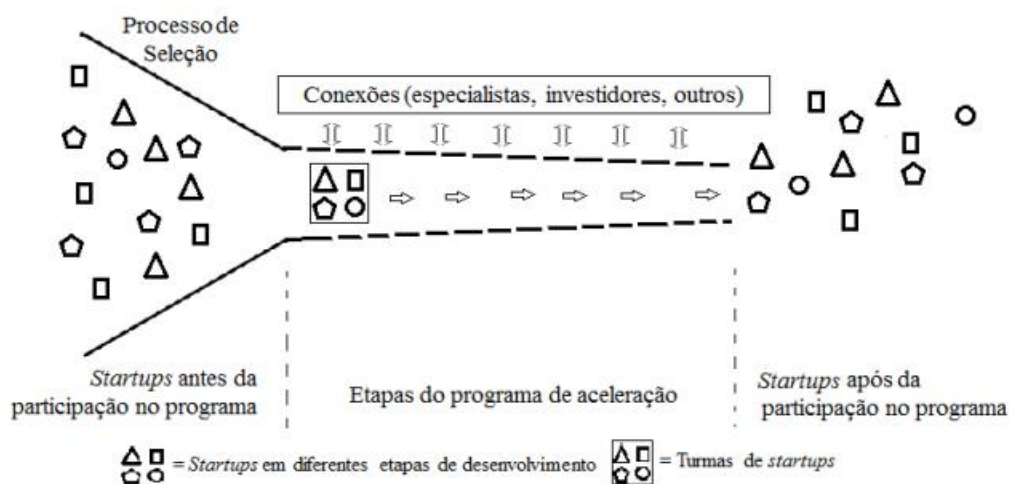 Processo de
Seleção
Conexões (especialistas, investidores, outros)
Startups antes da
participação no programa
Etapas do programa de aceleração
Startups após da
participação no programa
= Startups em diferentes etapas de desenvolvimento
= Turmas de startups